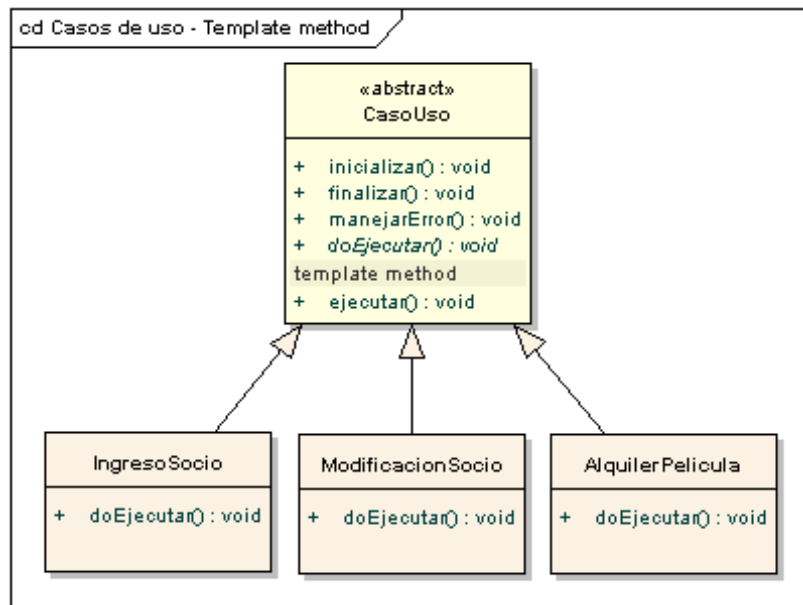 cd Casos de uso - Template method
«abstract»
CasoUso
+ inicializar() : void
+ finalizar() : void
+ manejarError() : void
+ doEjecutar() : void
template method
+ ejecutar() : void
IngresoSocio
+ doEjecutar() : void
ModificacionSocio
+ doEjecutar() : void
AlquilerPelicula
+ doEjecutar() : void